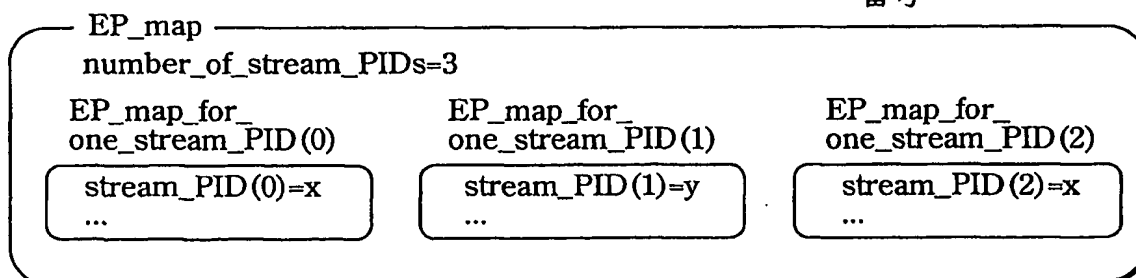 EP_map
number_of_stream_PIDs=3
EP_map_for_
one_stream_PID(0)
EP_map_for_
one_stream_PID(1)
EP_map_for_
one_stream_PID(2)
stream_PID(0)=x
...
stream_PID(1)=y
...
stream_PID(2)=x
...